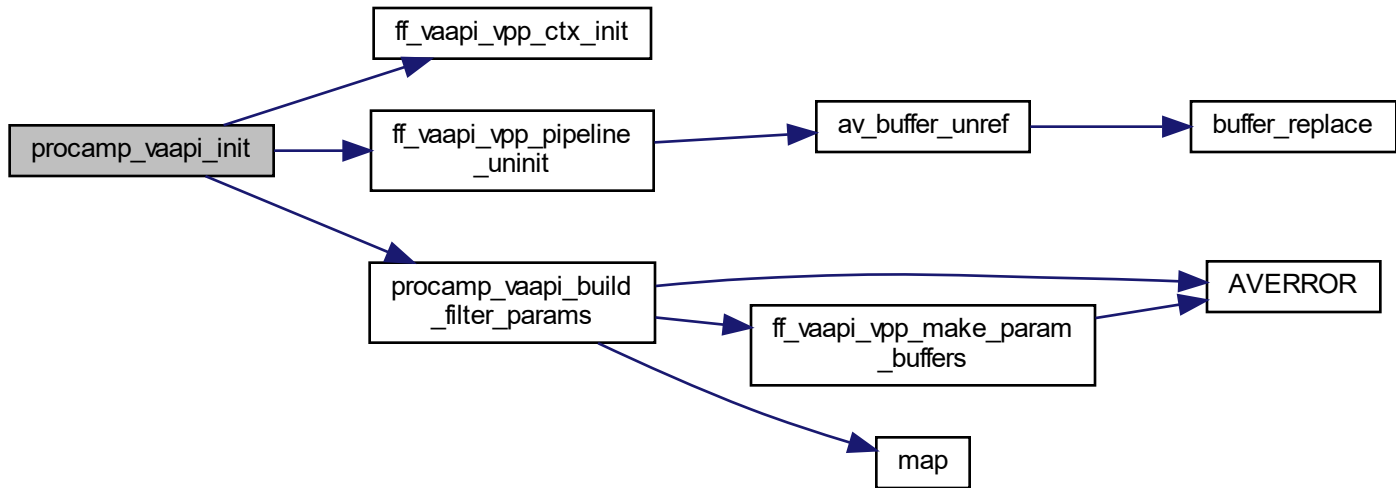 ff_vaapi_vpp_ctx_init
procamp_vaapi_init
ff_vaapi_vpp_pipeline
_uninit
av_buffer_unref
buffer_replace
procamp_vaapi_build
_filter_params
AVERROR
ff_vaapi_vpp_make_param
_buffers
map